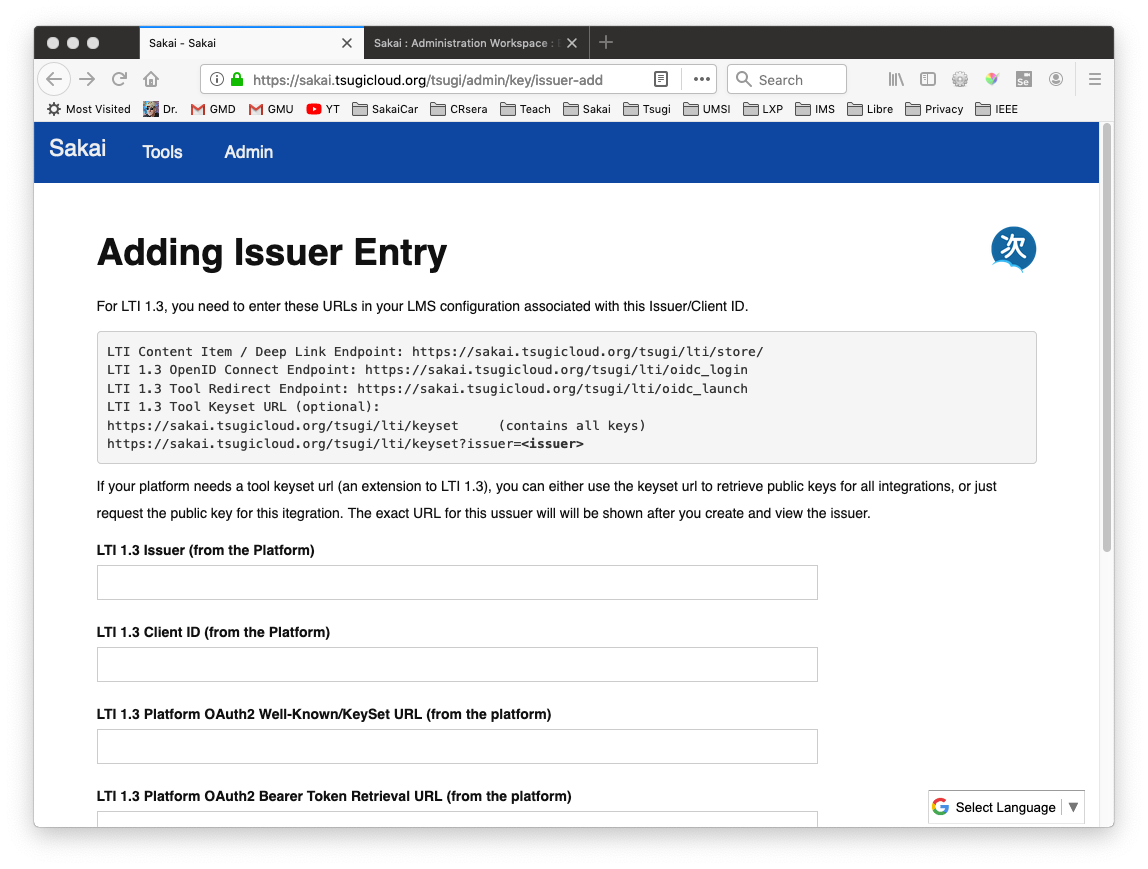 Sakai - Sakai
Sakai : Administration Workspace :
https://sakai.tsugicloud.org/tsugi/admin/key/issuer-add
Search
Se
Most Visited Dr. GMD GMU YT SakaiCar CRsera Teach Sakai Tsugi UMSI LXP IMS Libre Privacy IEEE
Sakai Tools Admin
Adding Issuer Entry
次
For LTI 1.3, you need to enter these URLs in your LMS configuration associated with this Issuer/Client ID.
LTI Content Item / Deep Link Endpoint: https://sakai.tsugicloud.org/tsugi/lti/store/
LTI 1.3 OpenID Connect Endpoint: https://sakai.tsugicloud.org/tsugi/lti/oidc_login
LTI 1.3 Tool Redirect Endpoint: https://sakai.tsugicloud.org/tsugi/lti/oidc_launch
LTI 1.3 Tool Keyset URL (optional):
https://sakai.tsugicloud.org/tsugi/lti/keyset (contains all keys)
https://sakai.tsugicloud.org/tsugi/lti/keyset?issuer=<issuer>
If your platform needs a tool keyset url (an extension to LTI 1.3), you can either use the keyset url to retrieve public keys for all integrations, or just
request the public key for this itegration. The exact URL for this ussuer will will be shown after you create and view the issuer.
LTI 1.3 Issuer (from the Platform)
LTI 1.3 Client ID (from the Platform)
LTI 1.3 Platform OAuth2 Well-Known/KeySet URL (from the platform)
LTI 1.3 Platform OAuth2 Bearer Token Retrieval URL (from the platform)
Select Language